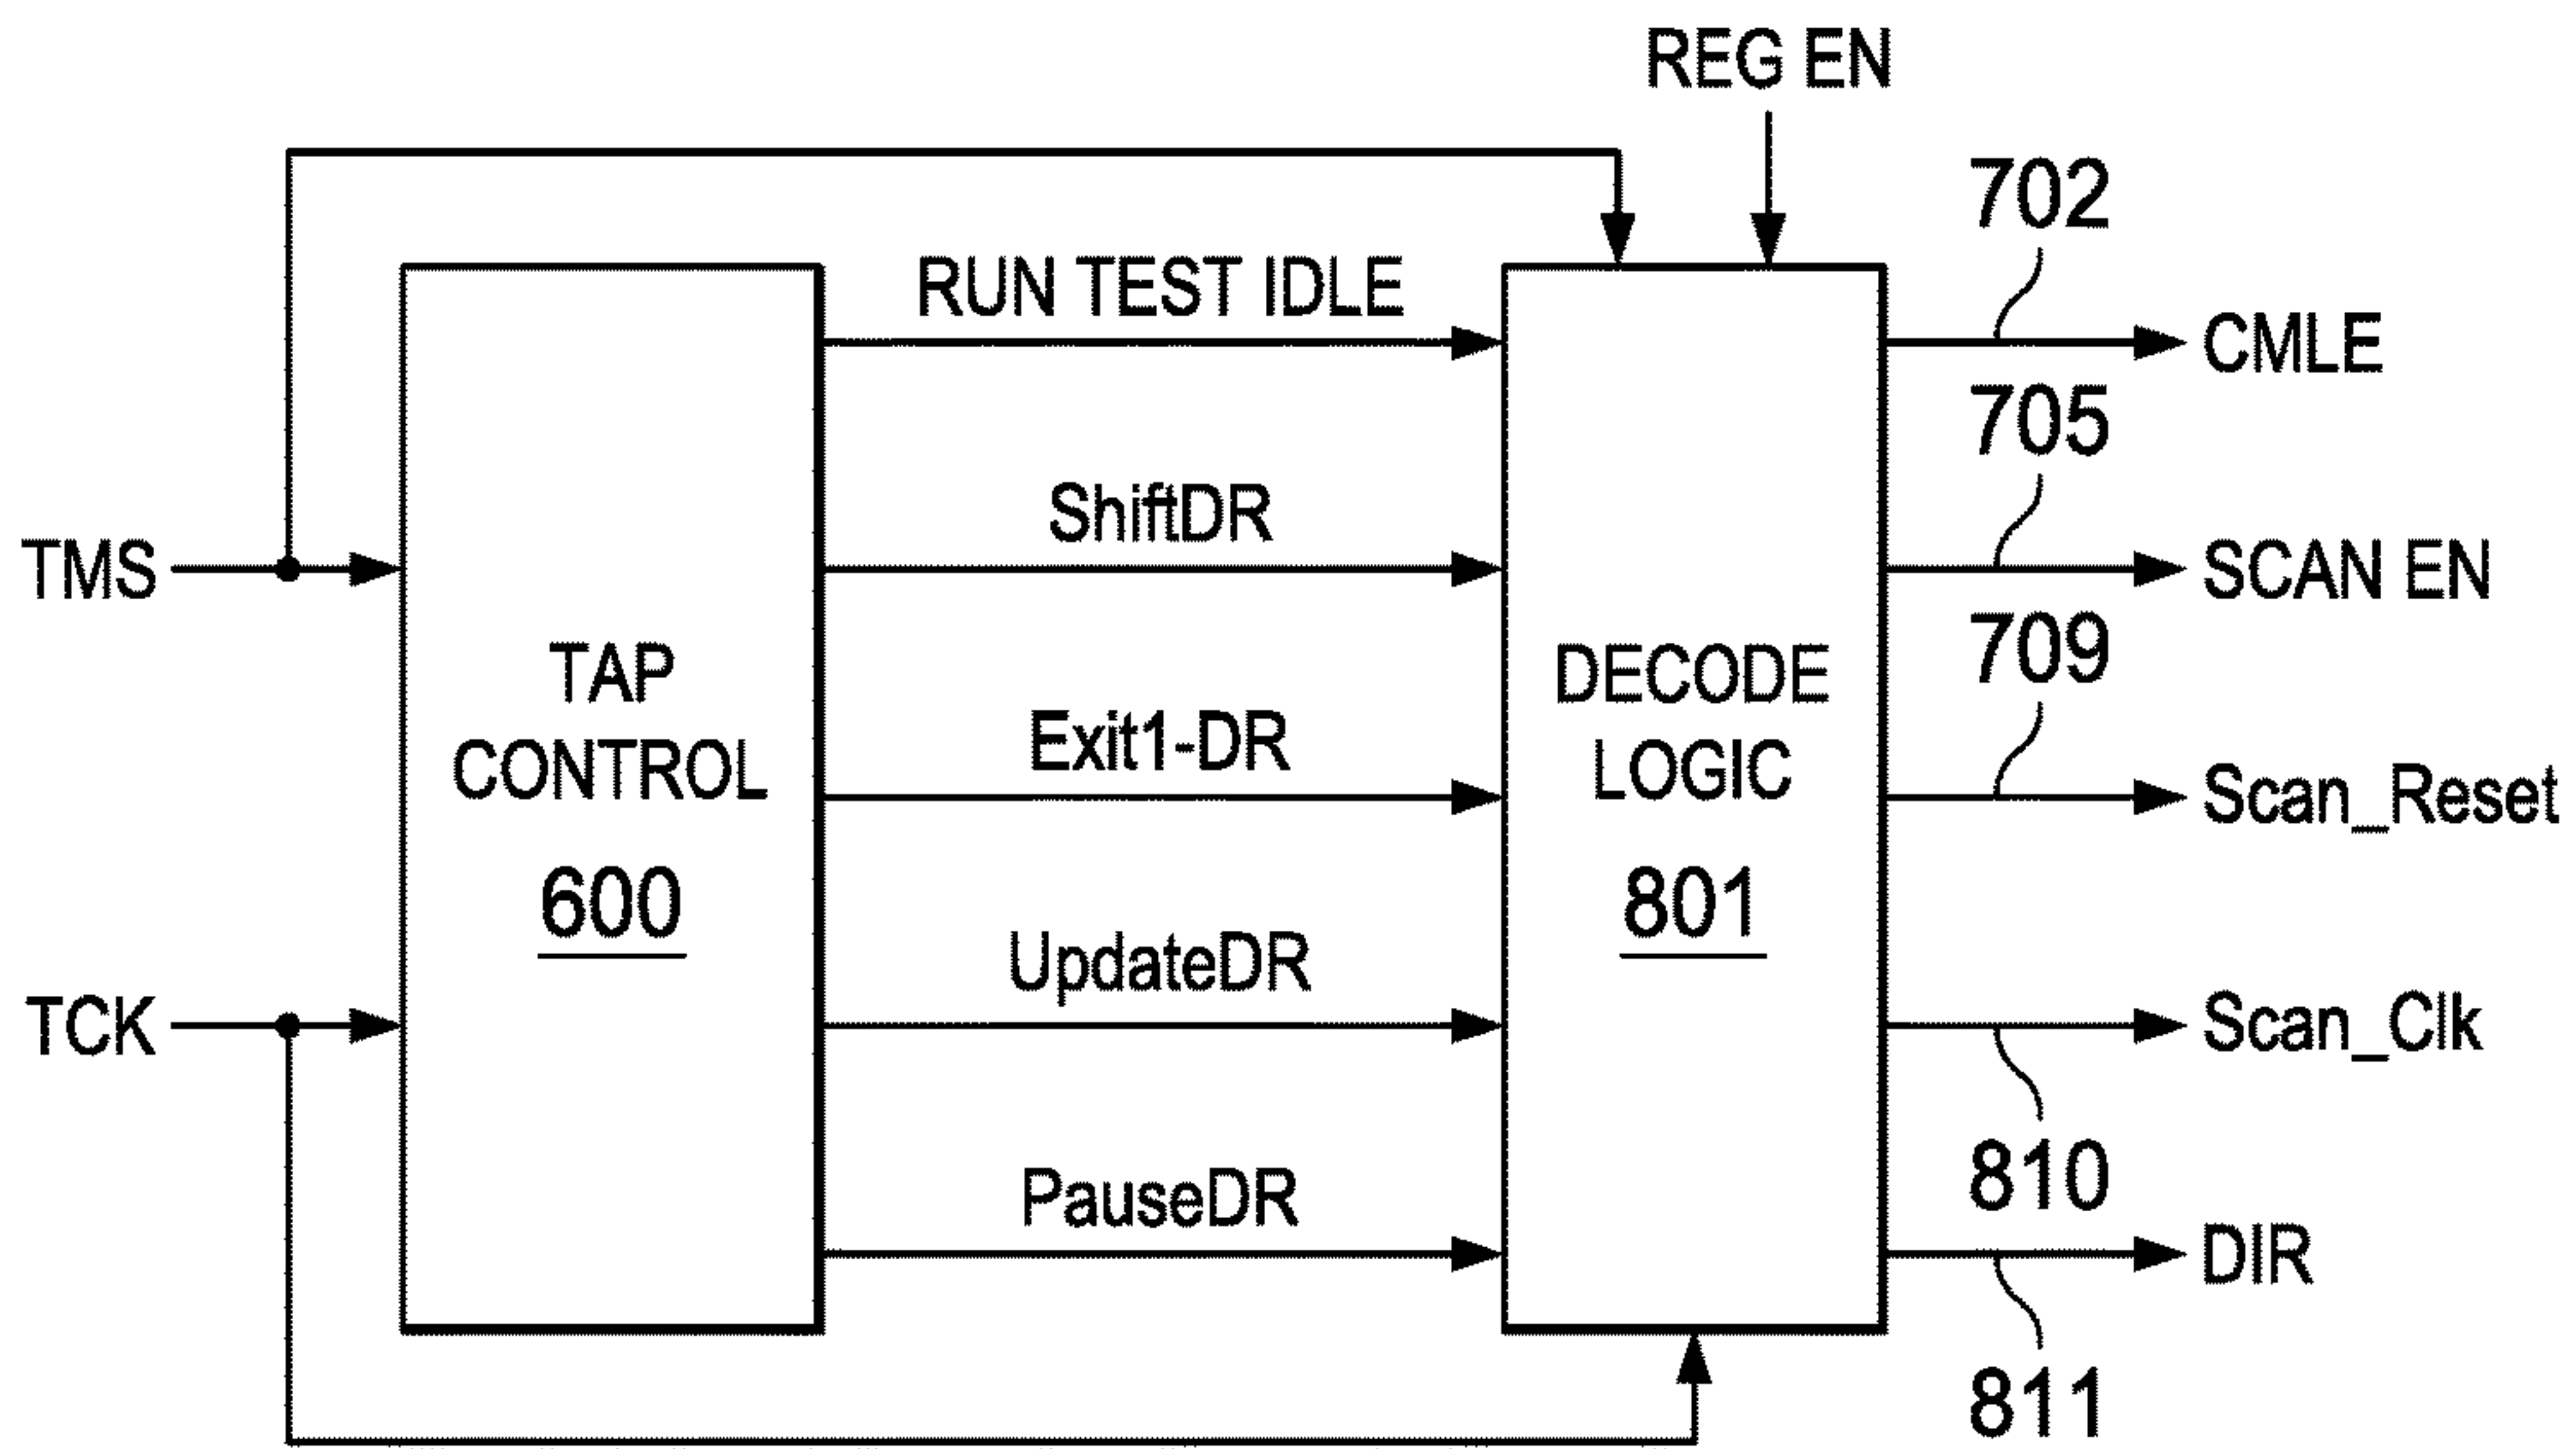 REG EN
702
RUN TEST IDLE
CMLE
705
ShiftDR
TMS
SCAN EN
709
TAP
CONTROL
600
Exit1-DR
DECODE
LOGIC
801
Scan_Reset
UpdateDR
TCK
Scan_Clk
810
PauseDR
DIR
811